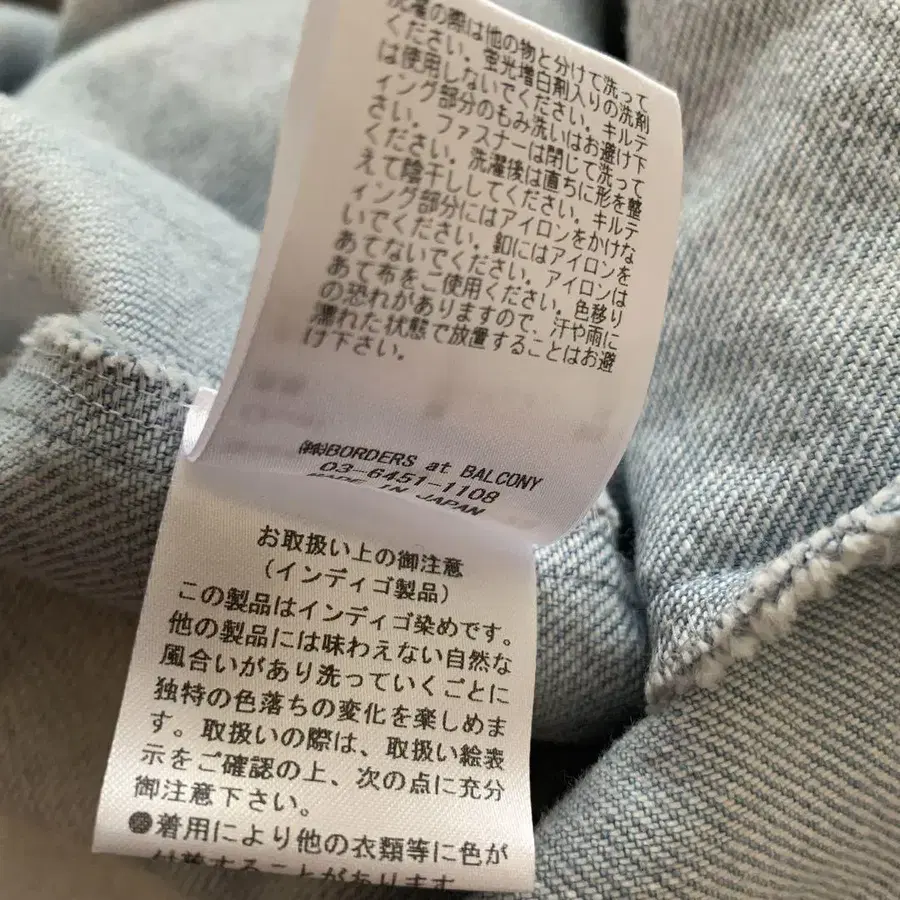 洗濯の際は他の物と分けて洗って
ください。蛍光増白剤入りの洗剤
は使用しないでください。キルテ
ィング部分のもみ洗いはお避け下
さい。ファスナーは閉じて洗って
ください。洗濯後は直ちに形を整
えて陰干ししてください。キルテ
ィング部分にはアイロンをかけな
いでください。釦にはアイロンを
あてないでください。アイロンは
あて布をご使用ください。色移り
の恐れがありますので、汗や雨に
濡れた状態で放置することはお避
け下さい。
㈱BORDERS at BALCONY
03-6451-1108
MADE IN JAPAN
お取扱い上の御注意
（インディゴ製品）
この製品はインディゴ染めです。
他の製品には味わえない自然な
風合いがあり洗っていくごとに
独特の色落ちの変化を楽しめま
す。取扱いの際は、取扱い絵表
示をご確認の上、次の点に充分
御注意下さい。
●着用により他の衣類等に色が
付着することがあります